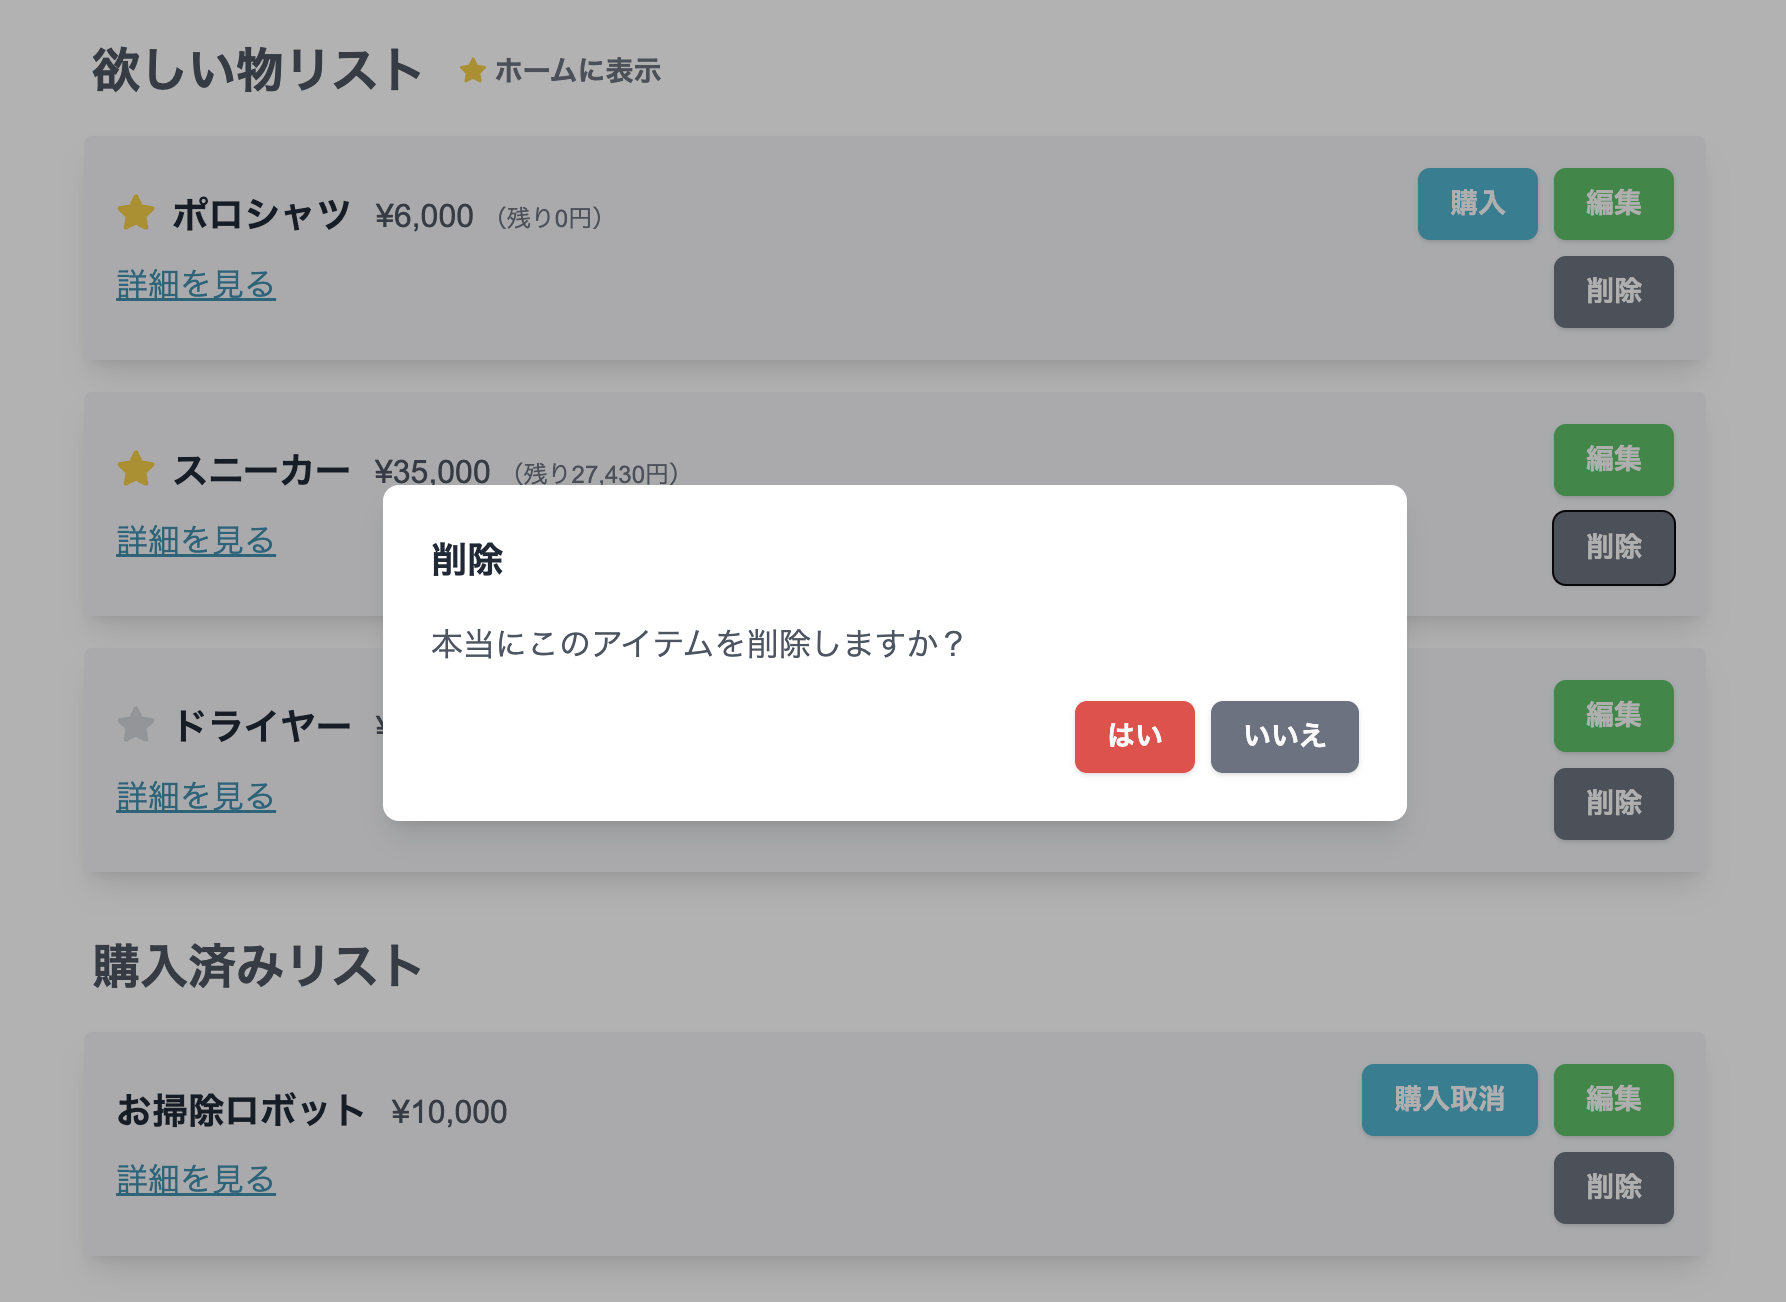 欲しい物リスト ホームに表示
ポロシャツ ¥6,000 （残り0円） 購入 編集
詳細を見る 削除
スニーカー ¥35,000 （残り27,430円） 編集
詳細を見る 削除
削除
本当にこのアイテムを削除しますか？
はい いいえ
ドライヤー 編集
詳細を見る 削除
購入済みリスト
お掃除ロボット ¥10,000 購入取消 編集
詳細を見る 削除